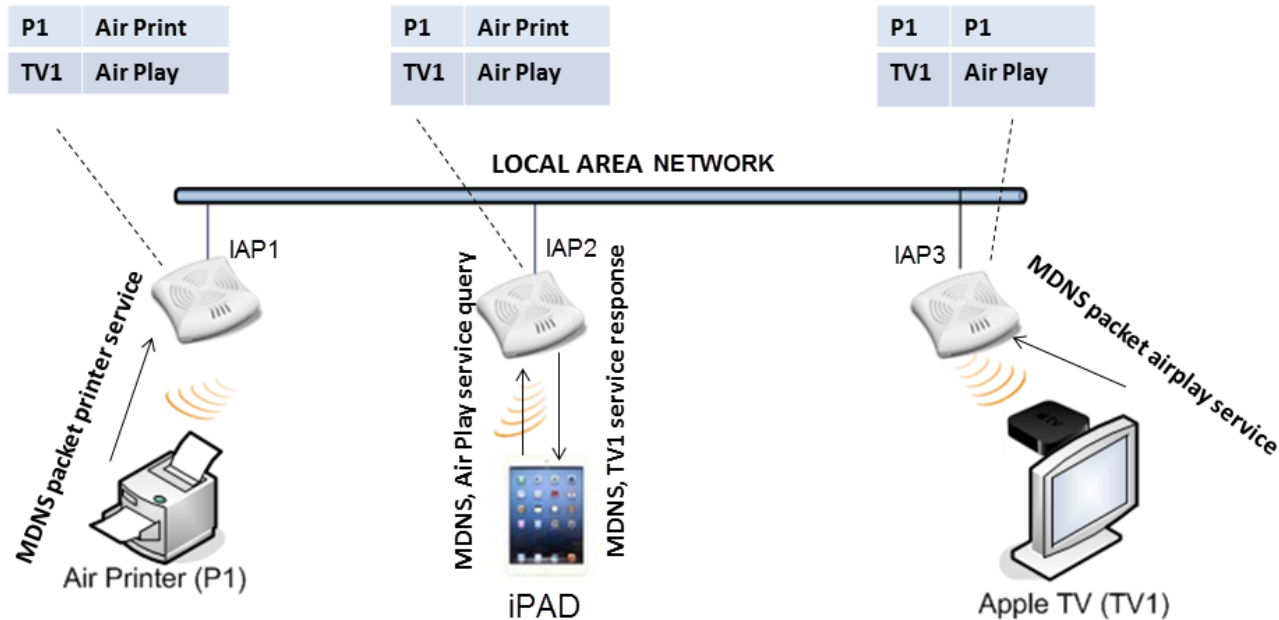 P1 Air Print
TV1 Air Play
P1 Air Print
TV1 Air Play
P1 P1
TV1 Air Play
LOCAL AREA NETWORK
IAP1
IAP2
IAP3
MDNS packet printer service
MDNS, Air Play service query
MDNS, TV1 service response
MDNS packet airplay service
tv
Air Printer (P1)
iPAD
Apple TV (TV1)